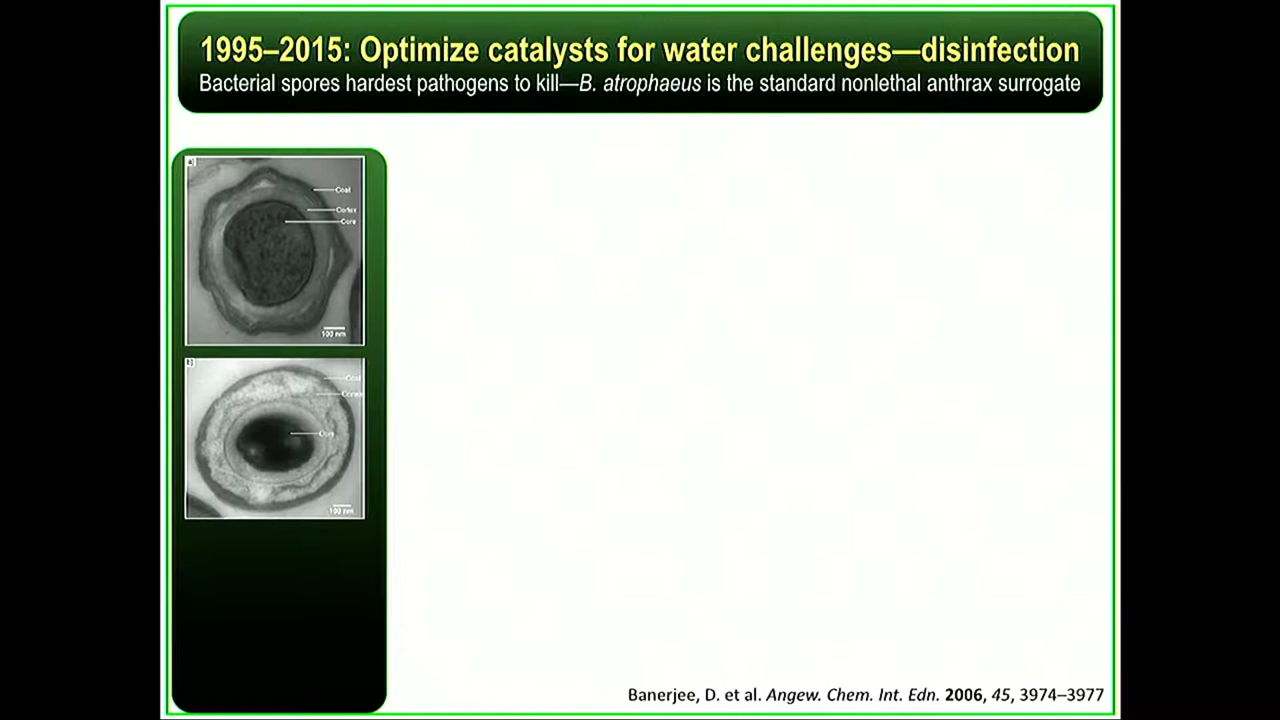 1995–2015: Optimize catalysts for water challenges—disinfection
Bacterial spores hardest pathogens to kill—B. atrophaeus is the standard nonlethal anthrax surrogate
a)
Coat
Cortex
Core
100 nm
b)
Coat
Cortex
Core
100 nm
Banerjee, D. et al. Angew. Chem. Int. Edn. 2006, 45, 3974–3977